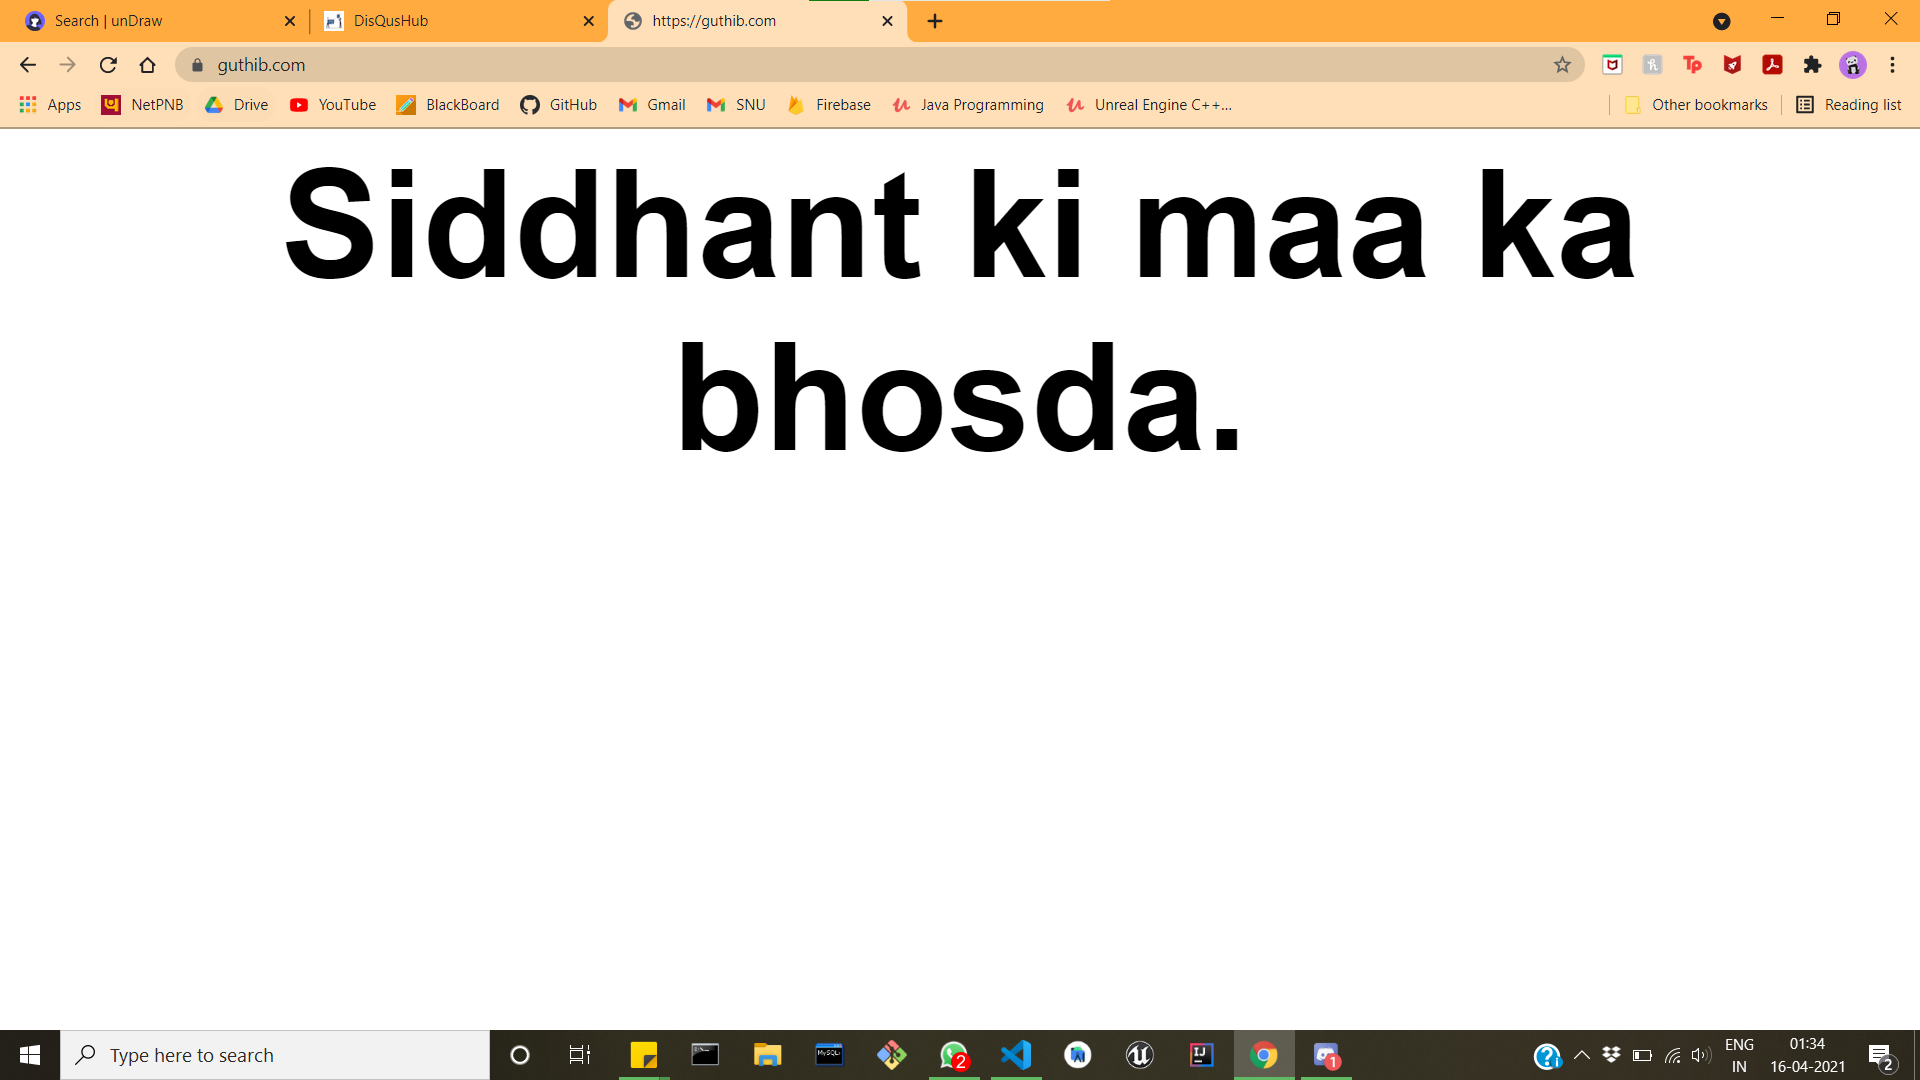 Search | unDraw
DisQusHub
https://guthib.com
guthib.com
Apps
NetPNB
Drive
YouTube
BlackBoard
GitHub
Gmail
SNU
Firebase
Java Programming
Unreal Engine C++...
Other bookmarks
Reading list
Siddhant ki maa ka
bhosda.
Type here to search
2
1
ENG
IN
01:34
16-04-2021
2